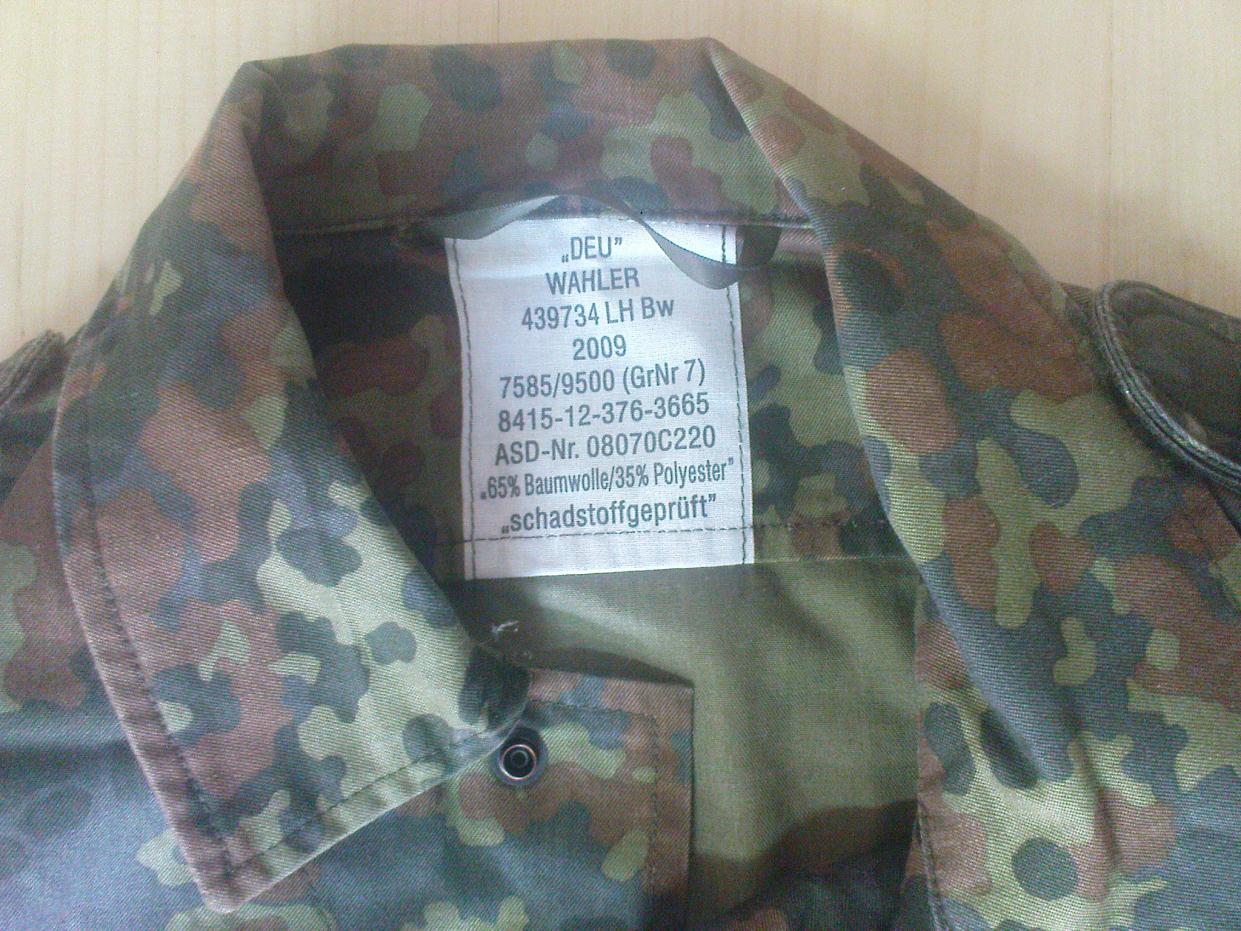 „DEU”
WAHLER
439734 LH Bw
2009
7585/9500 (GrNr 7)
8415-12-376-3665
ASD-Nr. 08070C220
„65% Baumwolle/35% Polyester”
„schadstoffgeprüft”